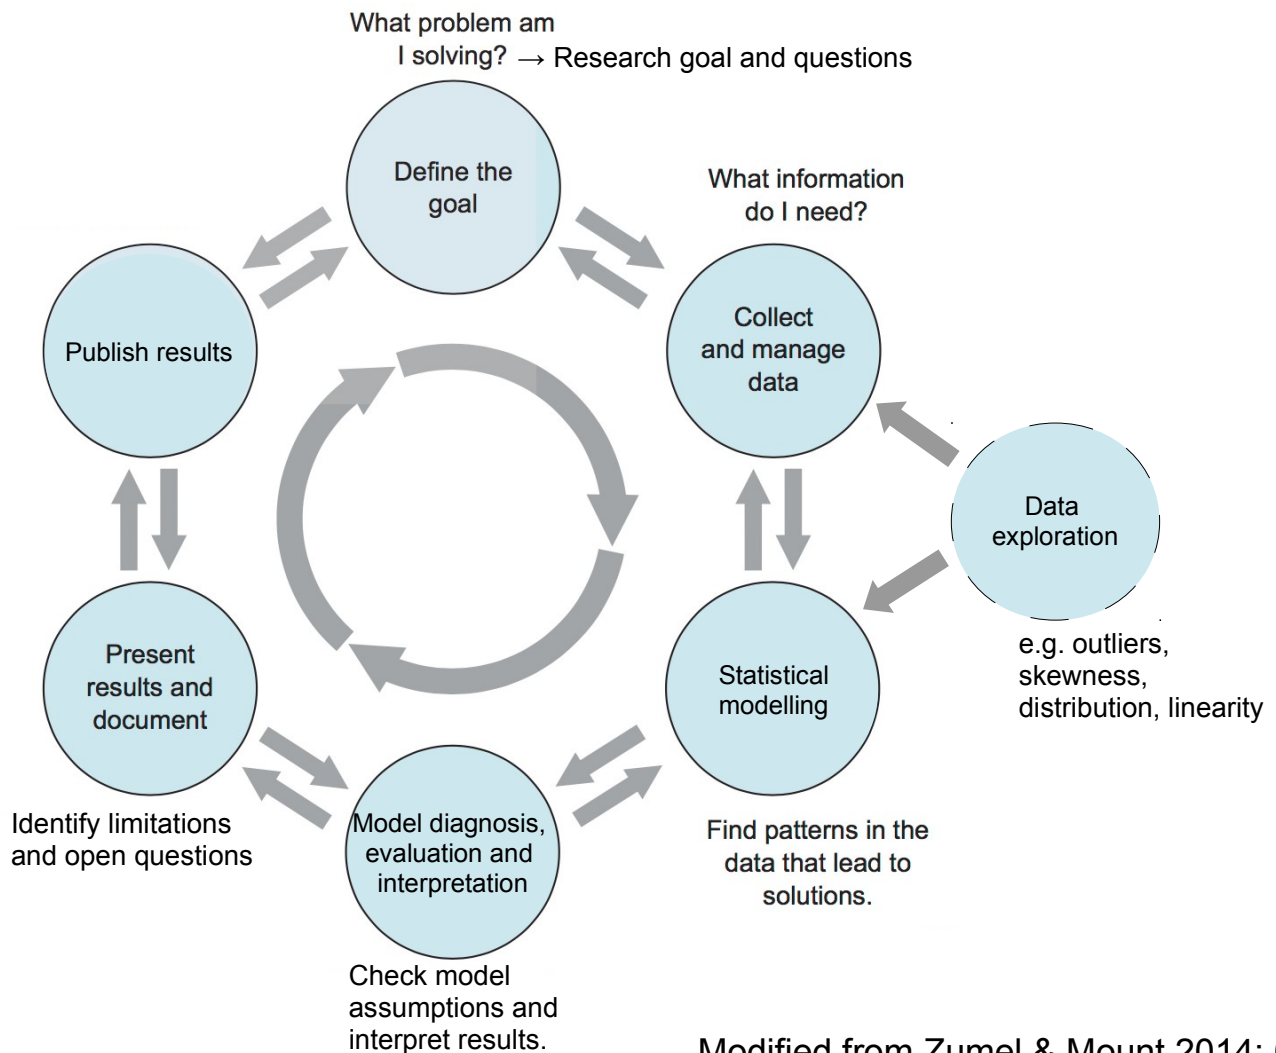 What problem am
I solving? → Research goal and questions
Define the
goal
What information
do I need?
Collect
and manage
data
Publish results
Data
exploration
e.g. outliers,
skewness,
distribution, linearity
Present
results and
document
Statistical
modelling
Identify limitations
and open questions
Model diagnosis,
evaluation and
interpretation
Find patterns in the
data that lead to
solutions.
Check model
assumptions and
interpret results.
Modified from Zumel & Mount 2014: